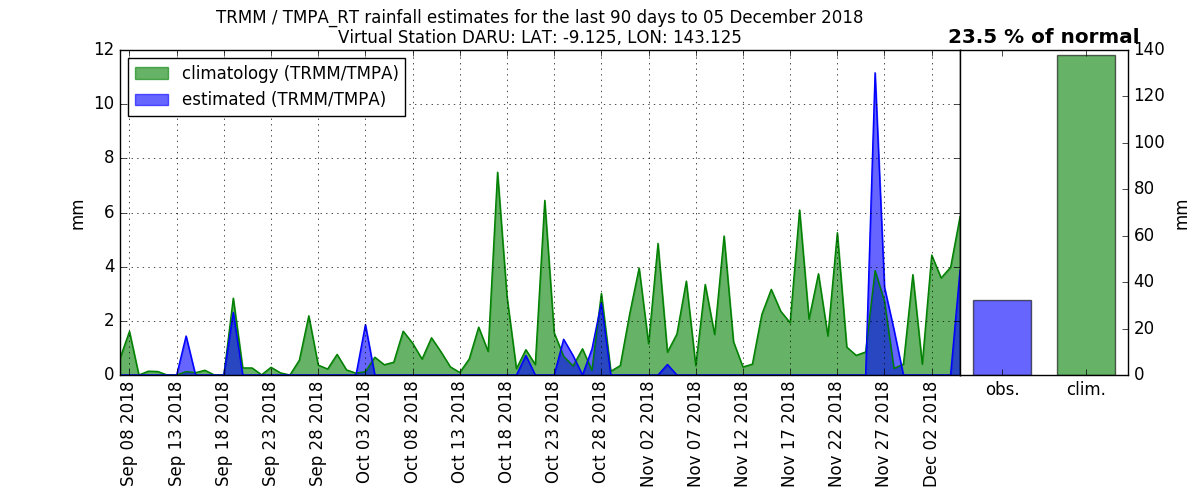 TRMM / TMPA_RT rainfall estimates for the last 90 days to 05 December 2018
Virtual Station DARU: LAT: -9.125, LON: 143.125
23.5 % of normal
climatology (TRMM/TMPA)
estimated (TRMM/TMPA)
mm
12
10
8
6
4
2
0
Sep 08 2018
Sep 13 2018
Sep 18 2018
Sep 23 2018
Sep 28 2018
Oct 03 2018
Oct 08 2018
Oct 13 2018
Oct 18 2018
Oct 23 2018
Oct 28 2018
Nov 02 2018
Nov 07 2018
Nov 12 2018
Nov 17 2018
Nov 22 2018
Nov 27 2018
Dec 02 2018
obs.
clim.
140
120
100
80
60
40
20
0
mm